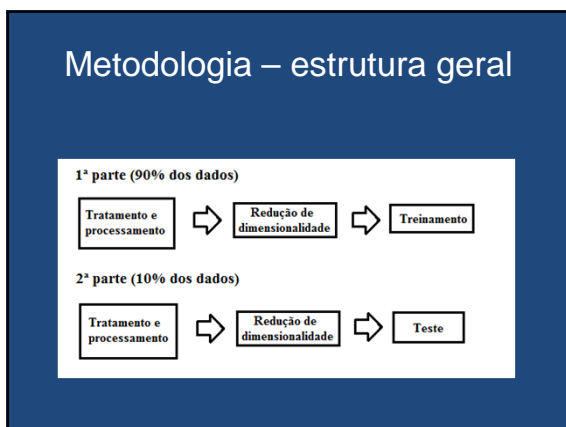 Metodologia – estrutura geral
1ª parte (90% dos dados)
Tratamento e
processamento
Redução de
dimensionalidade
Treinamento
2ª parte (10% dos dados)
Tratamento e
processamento
Redução de
dimensionalidade
Teste